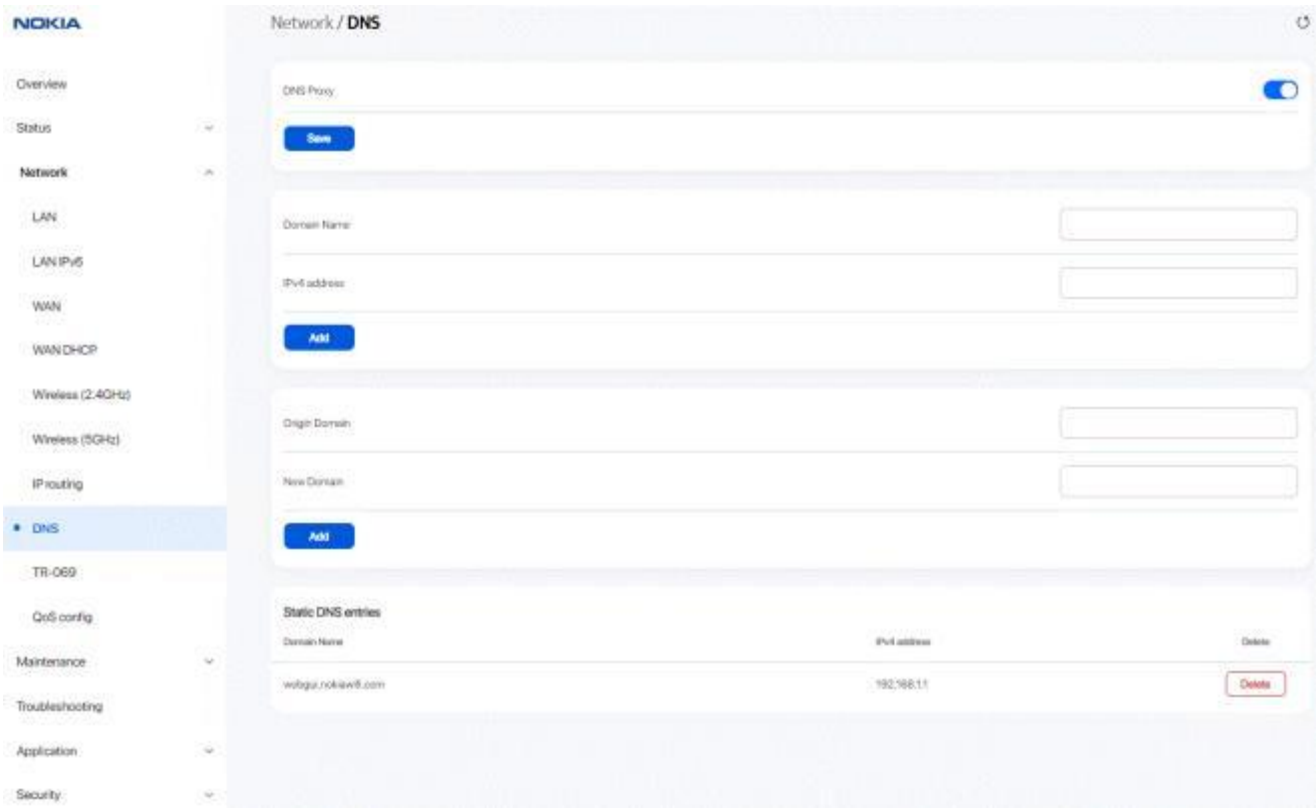 NOKIA
Network / DNS
Overview
Status
Network
LAN
LAN IPv6
WAN
WAN DHCP
Wireless (2.4GHz)
Wireless (5GHz)
IP routing
DNS
TR-069
QoS config
Maintenance
Troubleshooting
Application
Security
DNS Proxy
Save
Domain Name
IPv4 address
Add
Origin Domain
New Domain
Add
Static DNS entries
Domain Name IPv4 address Delete
webgui.nokiawifi.com 192.168.1.1 Delete